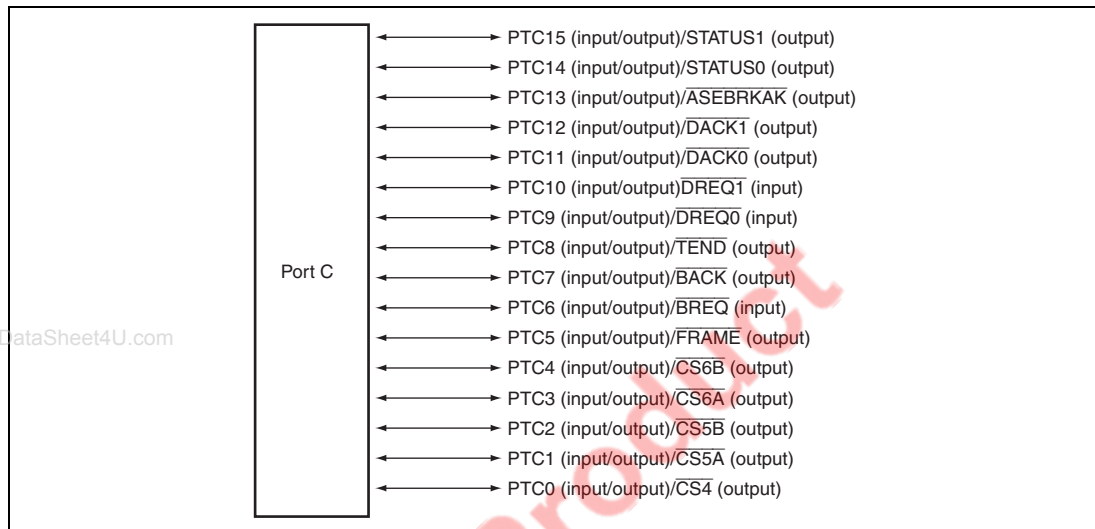 PTC15 (input/output)/STATUS1 (output)
PTC14 (input/output)/STATUS0 (output)
PTC13 (input/output)/ASEBRKAK (output)
PTC12 (input/output)/DACK1 (output)
PTC11 (input/output)/DACK0 (output)
PTC10 (input/output)DREQ1 (input)
PTC9 (input/output)/DREQ0 (input)
PTC8 (input/output)/TEND (output)
Port C
PTC7 (input/output)/BACK (output)
PTC6 (input/output)/BREQ (input)
PTC5 (input/output)/FRAME (output)
PTC4 (input/output)/CS6B (output)
PTC3 (input/output)/CS6A (output)
PTC2 (input/output)/CS5B (output)
PTC1 (input/output)/CS5A (output)
PTC0 (input/output)/CS4 (output)
DataSheet4U.com
Product